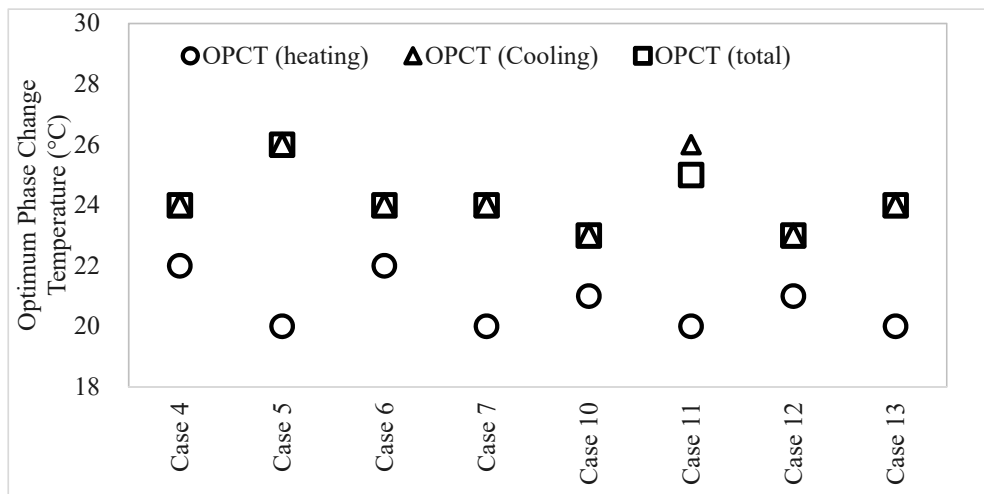 30
28
26
24
22
20
18
Optimum Phase Change
Temperature (°C)
OPCT (heating) OPCT (Cooling) OPCT (total)
Case 4
Case 5
Case 6
Case 7
Case 10
Case 11
Case 12
Case 13